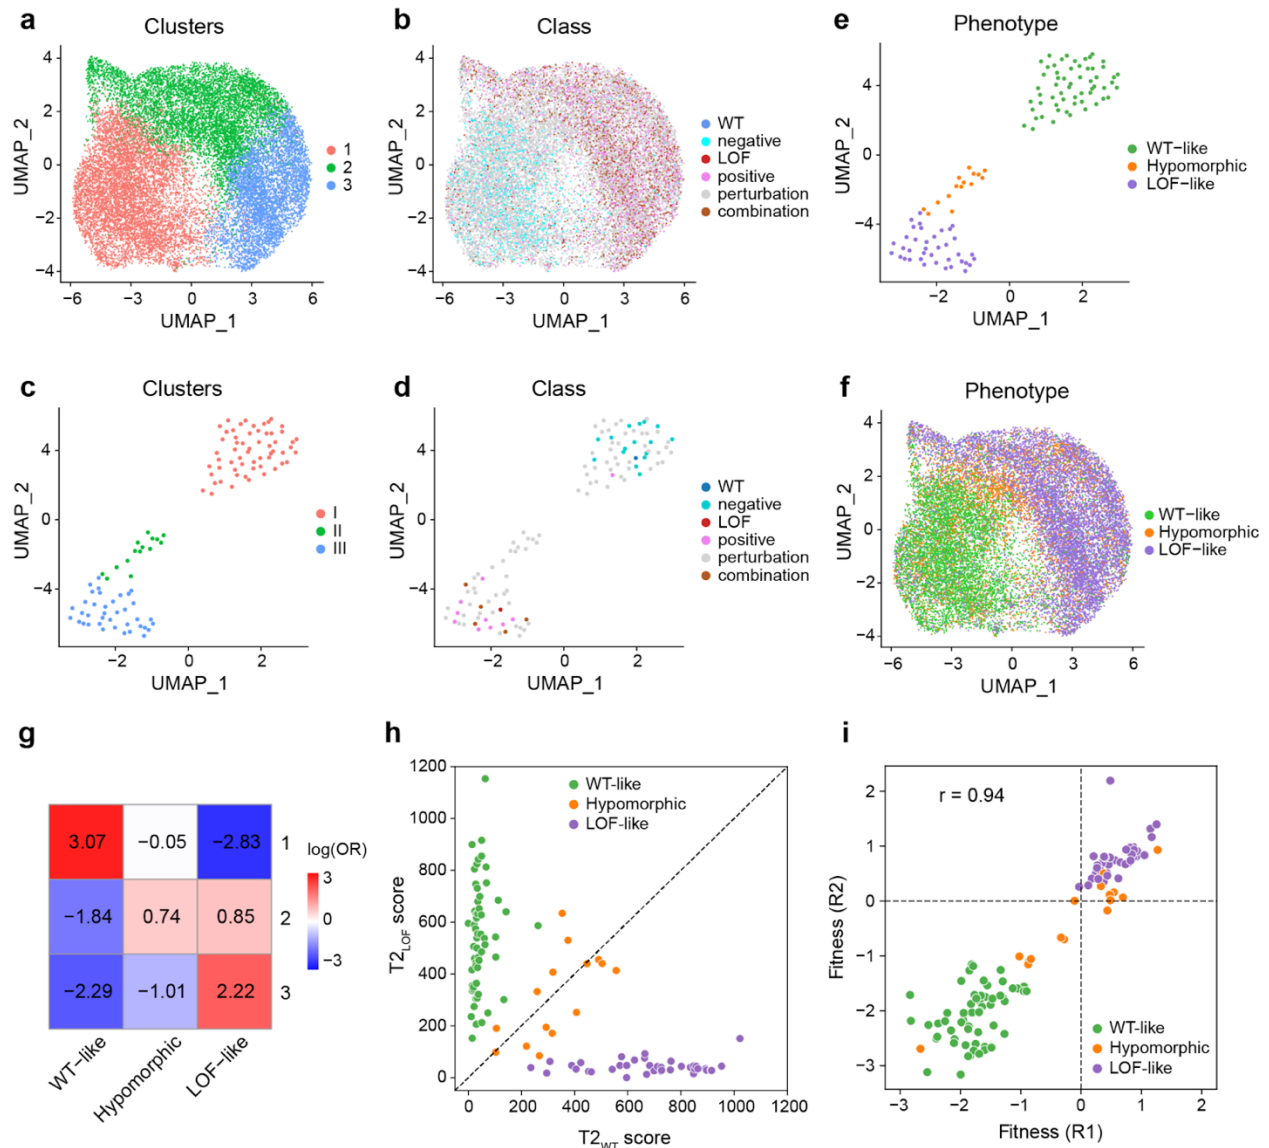 a
Clusters
4
2
0
−2
−4
UMAP_2
−6
−3
0
3
6
UMAP_1
1
2
3
b
Class
4
2
0
−2
−4
UMAP_2
−6
−3
0
3
6
UMAP_1
WT
negative
LOF
positive
perturbation
combination
e
Phenotype
4
0
−4
UMAP_2
−2
0
2
UMAP_1
WT−like
Hypomorphic
LOF−like
c
Clusters
4
0
−4
UMAP_2
−2
0
2
UMAP_1
I
II
III
d
Class
4
0
−4
UMAP_2
−2
0
2
UMAP_1
WT
negative
LOF
positive
perturbation
combination
f
Phenotype
4
2
0
−2
−4
UMAP_2
−6
−3
0
3
6
UMAP_1
WT−like
Hypomorphic
LOF−like
g
3.07
−0.05
−2.83
1
−1.84
0.74
0.85
2
−2.29
−1.01
2.22
3
WT−like
Hypomorphic
LOF−like
log(OR)
3
0
−3
h
1200
1000
800
600
400
200
0
T2LOF score
0
200
400
600
800
1000
1200
T2WT score
WT-like
Hypomorphic
LOF-like
i
r = 0.94
2
1
0
−1
−2
−3
Fitness (R2)
−3
−2
−1
0
1
2
Fitness (R1)
WT-like
Hypomorphic
LOF-like